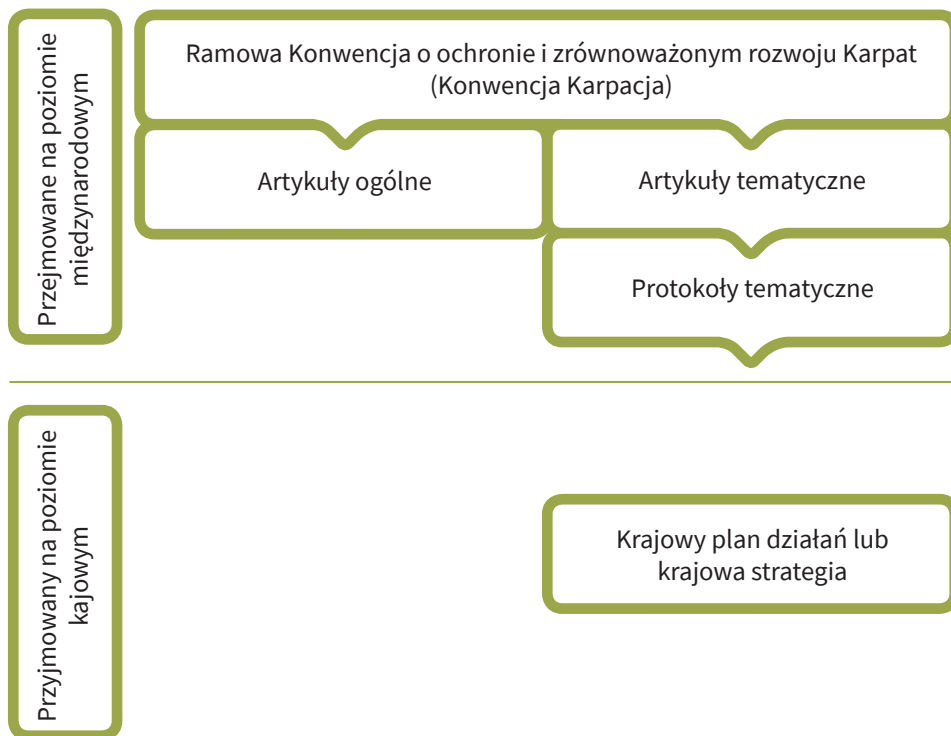 Przejmowane na poziomie
międzynarodowym
Ramowa Konwencja o ochronie i zrównoważonym rozwoju Karpat
(Konwencja Karpacja)
Artykuły ogólne
Artykuły tematyczne
Protokoły tematyczne
Przyjmowany na poziomie
kajowym
Krajowy plan działań lub
krajowa strategia